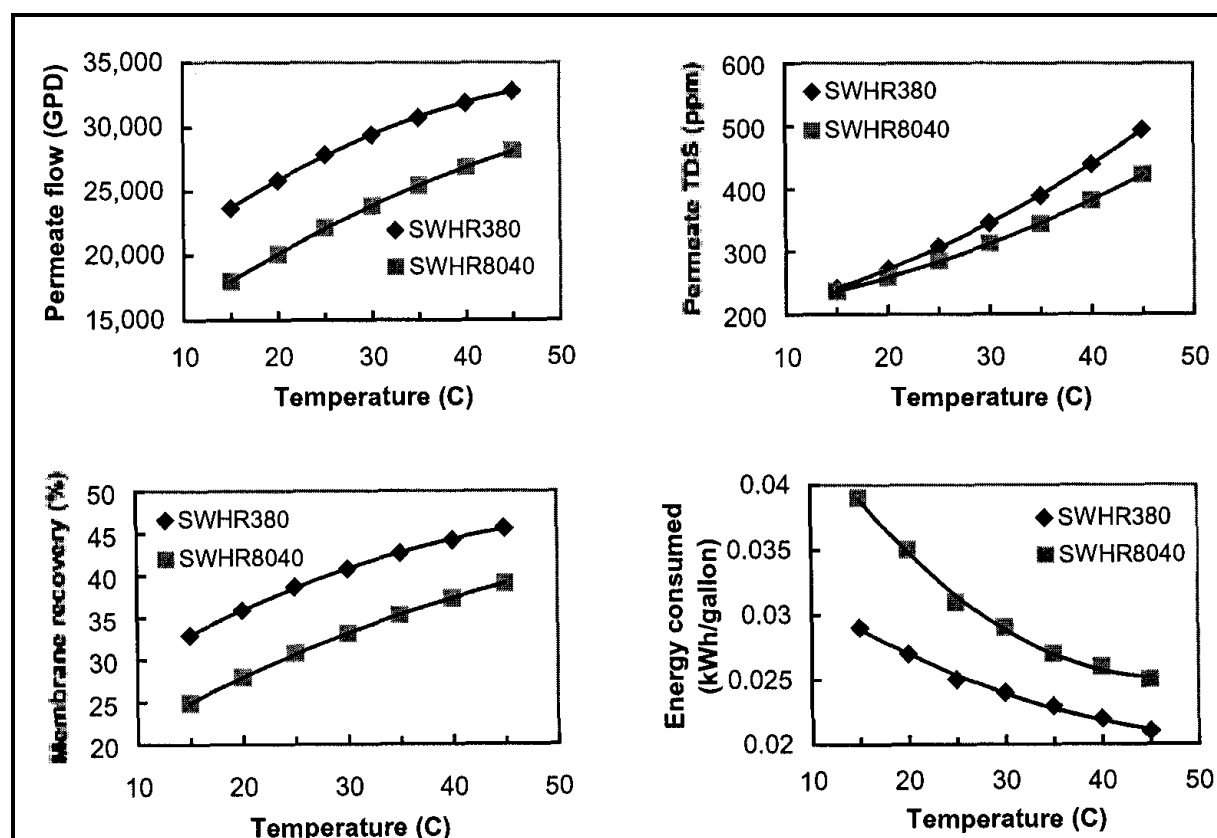 Permeate flow (GPD)
35,000
30,000
25,000
20,000
15,000
SWHR380
SWHR8040
10 20 30 40 50
Temperature (C)
Permeate TDS (ppm)
600
500
400
300
200
SWHR380
SWHR8040
10 20 30 40 50
Temperature (C)
Membrane recovery (%)
50
45
40
35
30
25
20
SWHR380
SWHR8040
10 20 30 40 50
Temperature (C)
Energy consumed
(kWh/gallon)
0.04
0.035
0.03
0.025
0.02
SWHR380
SWHR8040
10 20 30 40 50
Temperature (C)